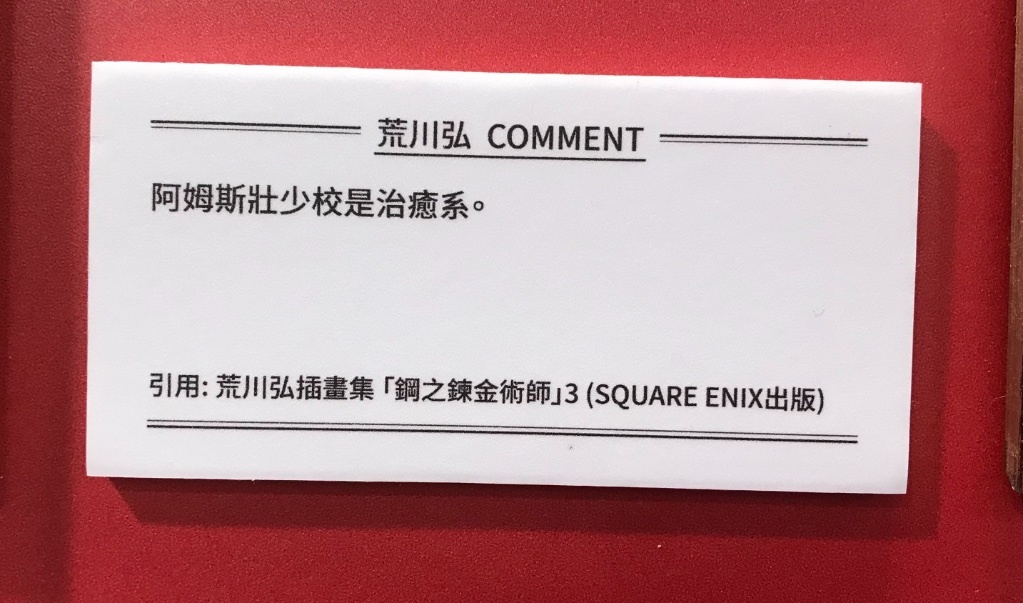 荒川弘 COMMENT
阿姆斯壯少校是治癒系。
引用: 荒川弘插畫集「鋼之鍊金術師」3 (SQUARE ENIX出版)